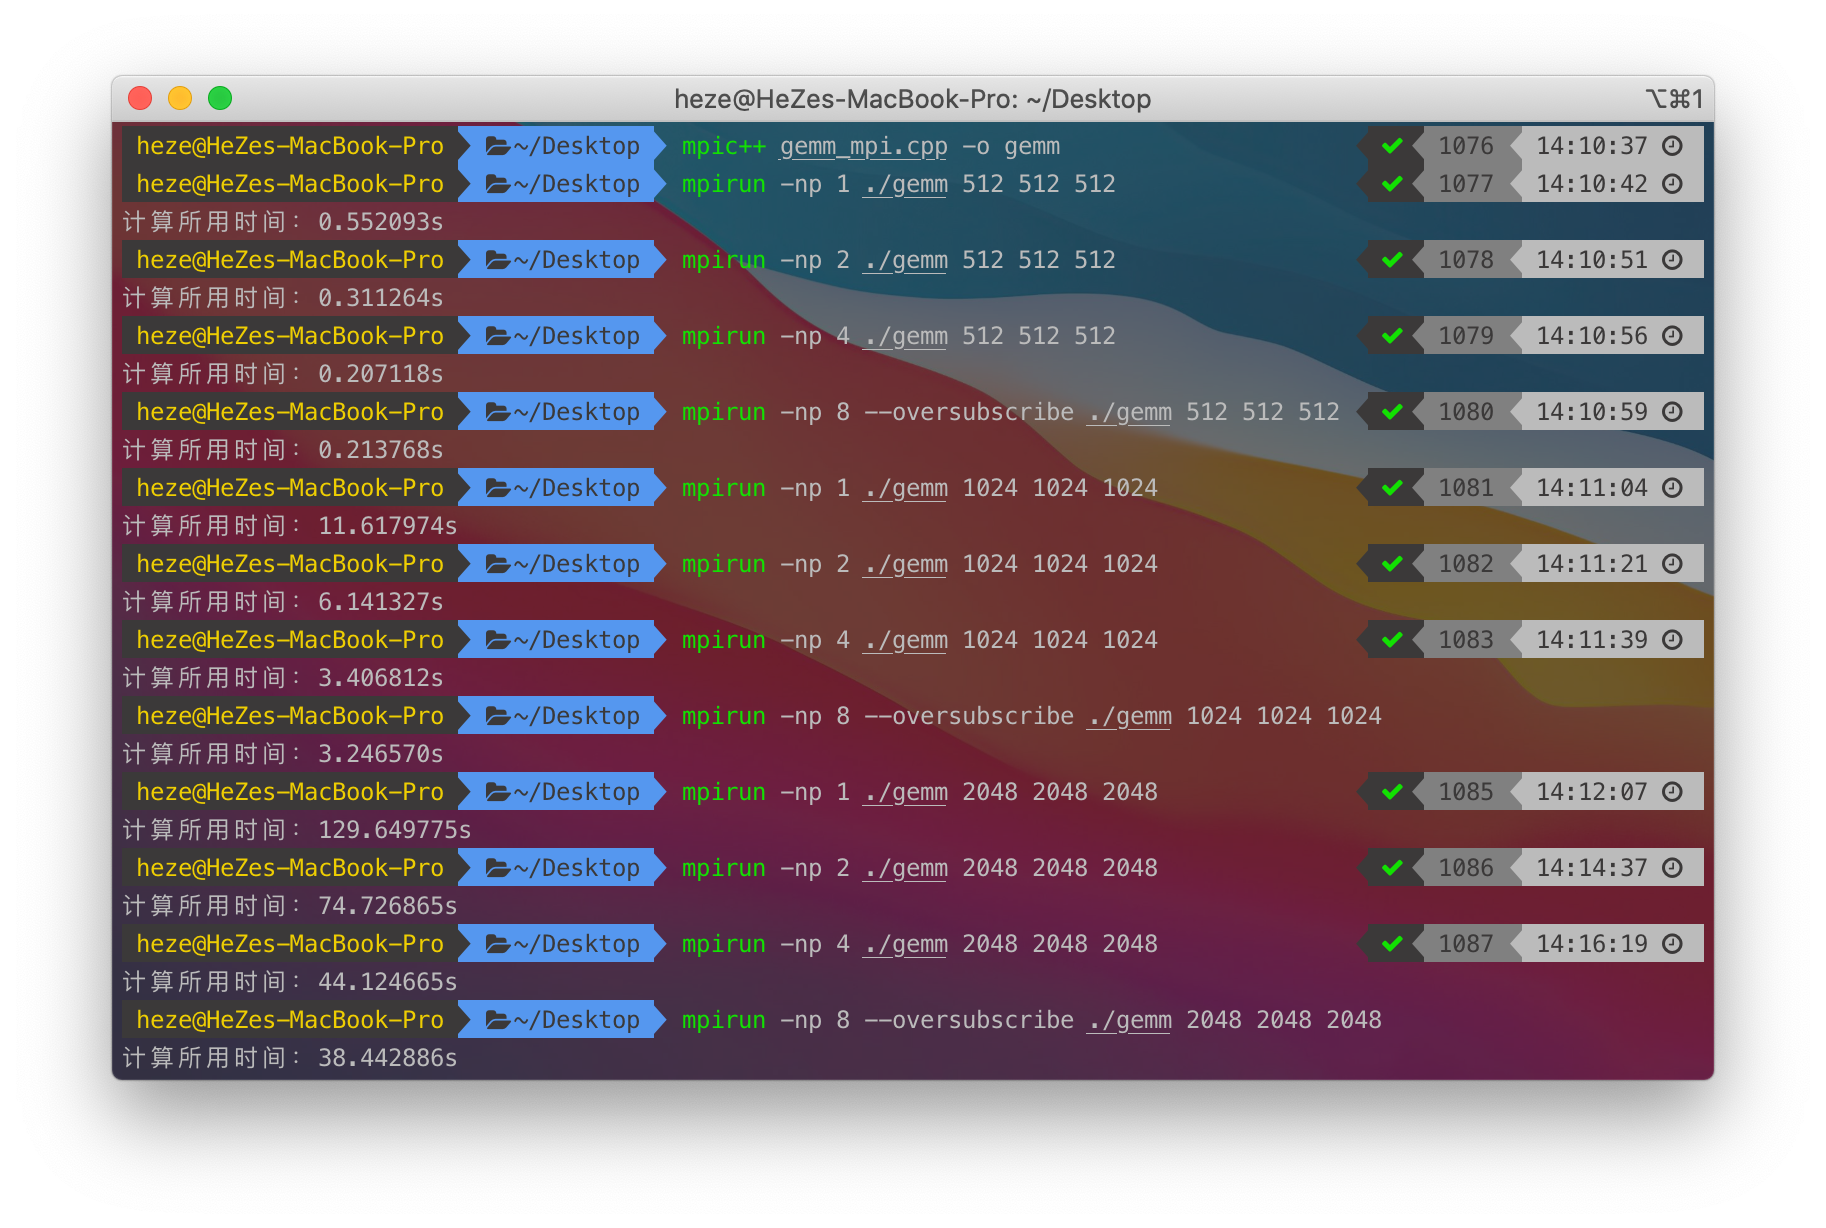 heze@HeZes-MacBook-Pro: ~/Desktop ⌥⌘1
heze@HeZes-MacBook-Pro ~/Desktop mpic++ gemm_mpi.cpp -o gemm ✔ 1076 14:10:37
heze@HeZes-MacBook-Pro ~/Desktop mpirun -np 1 ./gemm 512 512 512 ✔ 1077 14:10:42
计算所用时间: 0.552093s
heze@HeZes-MacBook-Pro ~/Desktop mpirun -np 2 ./gemm 512 512 512 ✔ 1078 14:10:51
计算所用时间: 0.311264s
heze@HeZes-MacBook-Pro ~/Desktop mpirun -np 4 ./gemm 512 512 512 ✔ 1079 14:10:56
计算所用时间: 0.207118s
heze@HeZes-MacBook-Pro ~/Desktop mpirun -np 8 --oversubscribe ./gemm 512 512 512 ✔ 1080 14:10:59
计算所用时间: 0.213768s
heze@HeZes-MacBook-Pro ~/Desktop mpirun -np 1 ./gemm 1024 1024 1024 ✔ 1081 14:11:04
计算所用时间: 11.617974s
heze@HeZes-MacBook-Pro ~/Desktop mpirun -np 2 ./gemm 1024 1024 1024 ✔ 1082 14:11:21
计算所用时间: 6.141327s
heze@HeZes-MacBook-Pro ~/Desktop mpirun -np 4 ./gemm 1024 1024 1024 ✔ 1083 14:11:39
计算所用时间: 3.406812s
heze@HeZes-MacBook-Pro ~/Desktop mpirun -np 8 --oversubscribe ./gemm 1024 1024 1024
计算所用时间: 3.246570s
heze@HeZes-MacBook-Pro ~/Desktop mpirun -np 1 ./gemm 2048 2048 2048 ✔ 1085 14:12:07
计算所用时间: 129.649775s
heze@HeZes-MacBook-Pro ~/Desktop mpirun -np 2 ./gemm 2048 2048 2048 ✔ 1086 14:14:37
计算所用时间: 74.726865s
heze@HeZes-MacBook-Pro ~/Desktop mpirun -np 4 ./gemm 2048 2048 2048 ✔ 1087 14:16:19
计算所用时间: 44.124665s
heze@HeZes-MacBook-Pro ~/Desktop mpirun -np 8 --oversubscribe ./gemm 2048 2048 2048
计算所用时间: 38.442886s